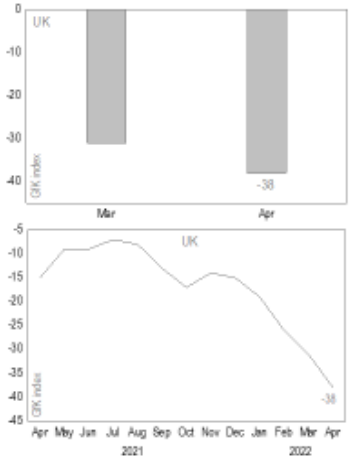 0
UK
-10
-20
-30
-40
GfK index
-38
Mar Apr
-5
UK
-10
-15
-20
-25
-30
-35
-40
-45
GfK index
-38
Apr May Jun Jul Aug Sep Oct Nov Dec Jan Feb Mar Apr
2021 2022